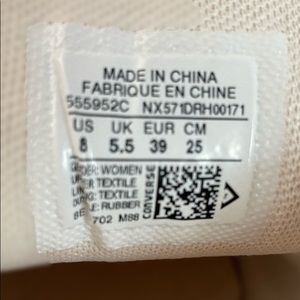 MADE IN CHINA
FABRIQUE EN CHINE
555952C NX571DRH00171
US UK EUR CM
8 5.5 39 25
WOMEN
TEXTILE
TEXTILE
RUBBER
702 M88
CONVERSE